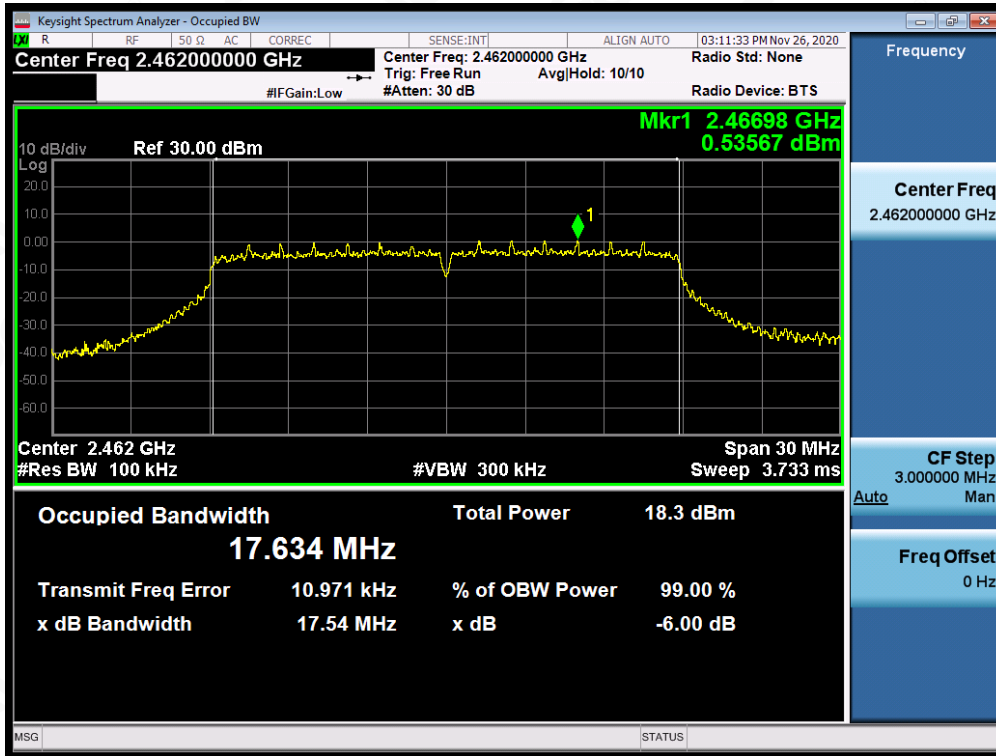 Keysight Spectrum Analyzer - Occupied BW
LXI R RF 50 Ω AC CORREC SENSE:INT ALIGN AUTO 03:11:33 PM Nov 26, 2020
Center Freq 2.462000000 GHz
Center Freq: 2.462000000 GHz Radio Std: None
Trig: Free Run Avg|Hold: 10/10
#IFGain:Low #Atten: 30 dB Radio Device: BTS
Frequency
Mkr1 2.46698 GHz
0.53567 dBm
10 dB/div Ref 30.00 dBm
Log
20.0
10.0
0.00
-10.0
-20.0
-30.0
-40.0
-50.0
-60.0
1
Center 2.462 GHz Span 30 MHz
#Res BW 100 kHz #VBW 300 kHz Sweep 3.733 ms
Occupied Bandwidth Total Power 18.3 dBm
17.634 MHz
Transmit Freq Error 10.971 kHz % of OBW Power 99.00 %
x dB Bandwidth 17.54 MHz x dB -6.00 dB
Center Freq
2.462000000 GHz
CF Step
3.000000 MHz
Auto Man
Freq Offset
0 Hz
MSG STATUS